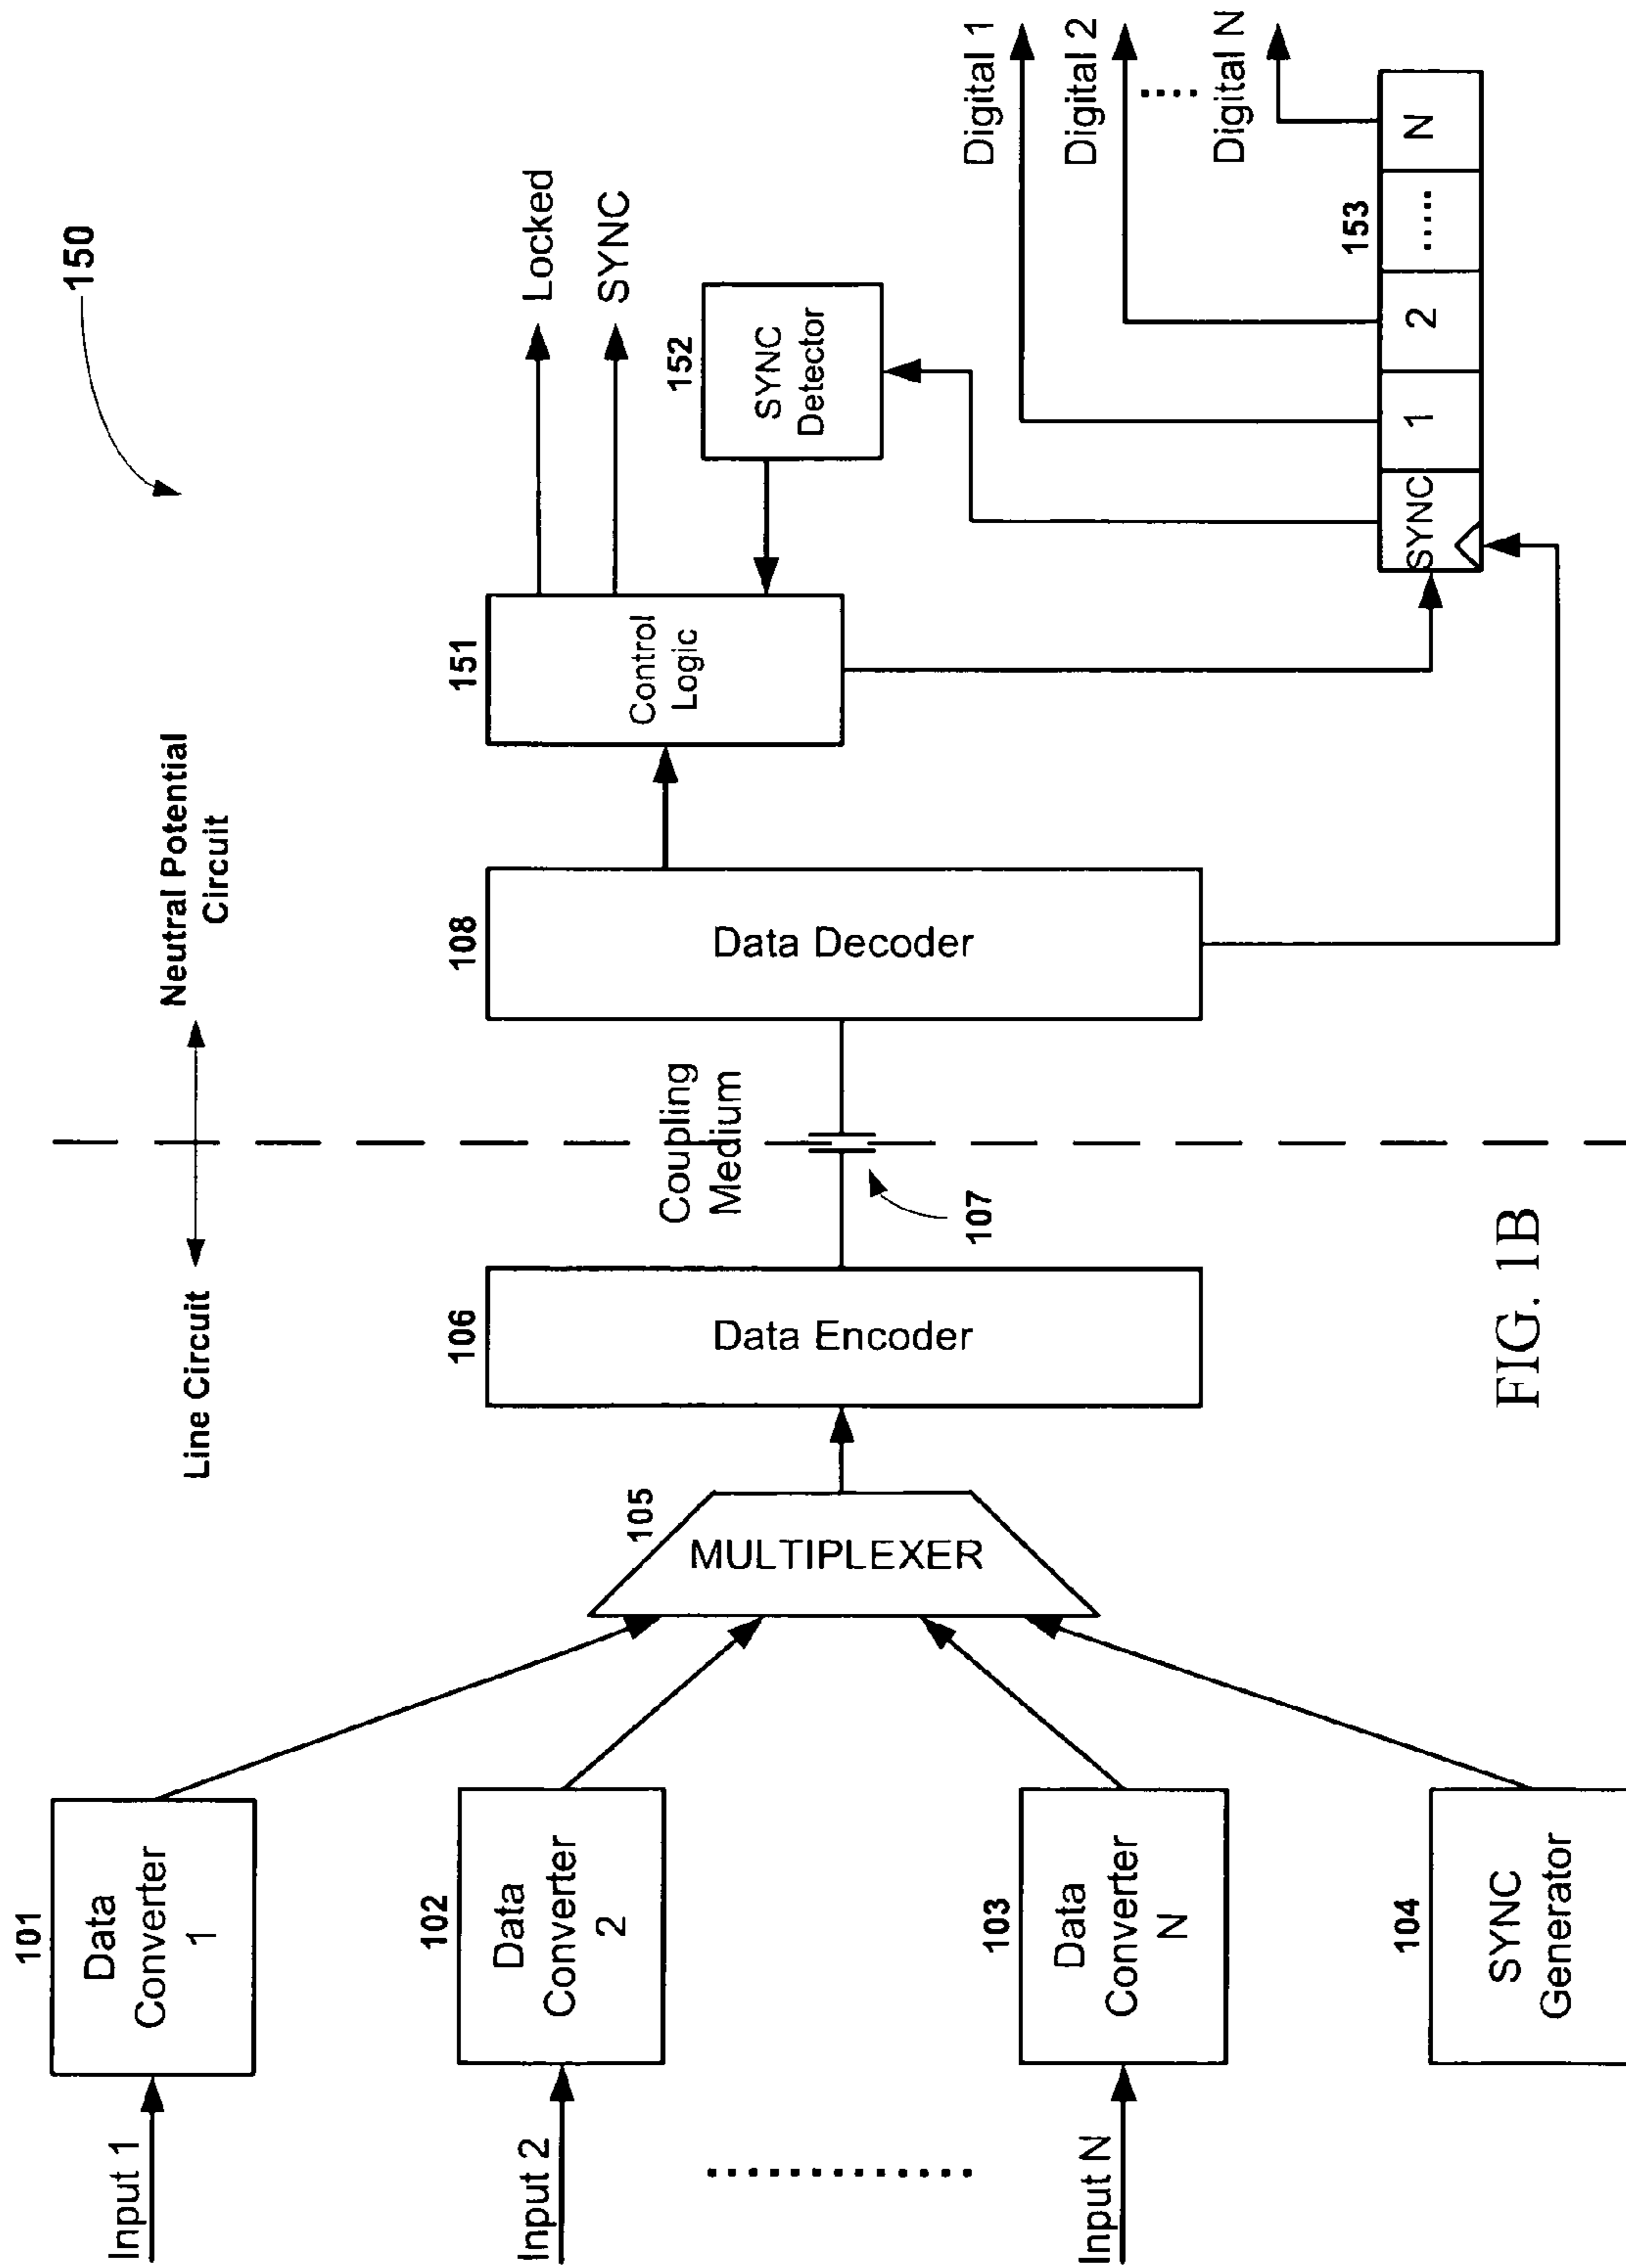 150
Line Circuit
Neutral Potential
Circuit
101
Data
Converter
1
Input 1
102
Data
Converter
2
Input 2
.............
103
Data
Converter
N
Input N
104
SYNC
Generator
105
MULTIPLEXER
106
Data Encoder
Coupling
Medium
107
108
Data Decoder
151
Control
Logic
Locked
SYNC
152
SYNC
Detector
153
SYNC
1
2
.....
N
Digital 1
Digital 2
.....
Digital N
FIG. 1B